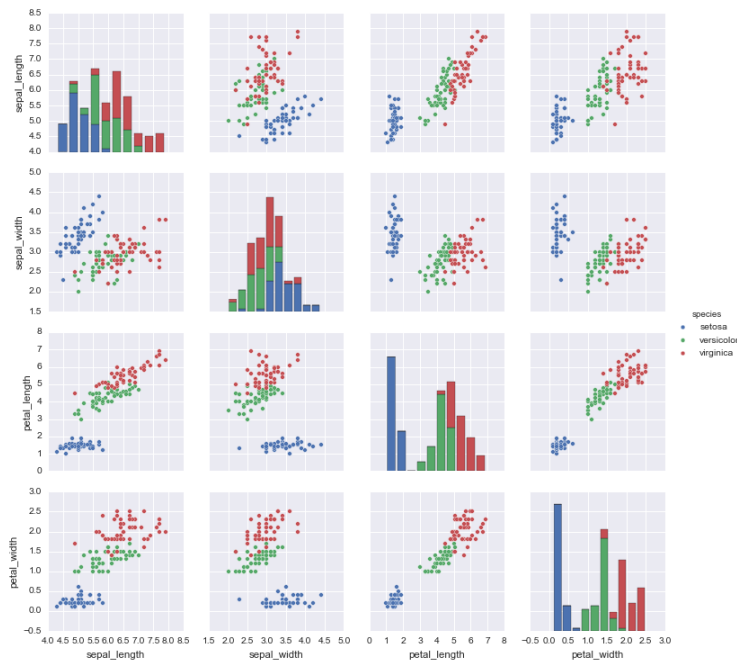 8.5
8.0
7.5
7.0
6.5
6.0
5.5
5.0
4.5
4.0
sepal_length
5.0
4.5
4.0
3.5
3.0
2.5
2.0
1.5
sepal_width
species
setosa
versicolor
virginica
8
7
6
5
4
3
2
1
0
petal_length
3.0
2.5
2.0
1.5
1.0
0.5
0.0
−0.5
petal_width
4.0 4.5 5.0 5.5 6.0 6.5 7.0 7.5 8.0 8.5
1.5 2.0 2.5 3.0 3.5 4.0 4.5 5.0
0 1 2 3 4 5 6 7 8
−0.5 0.0 0.5 1.0 1.5 2.0 2.5 3.0
sepal_length
sepal_width
petal_length
petal_width